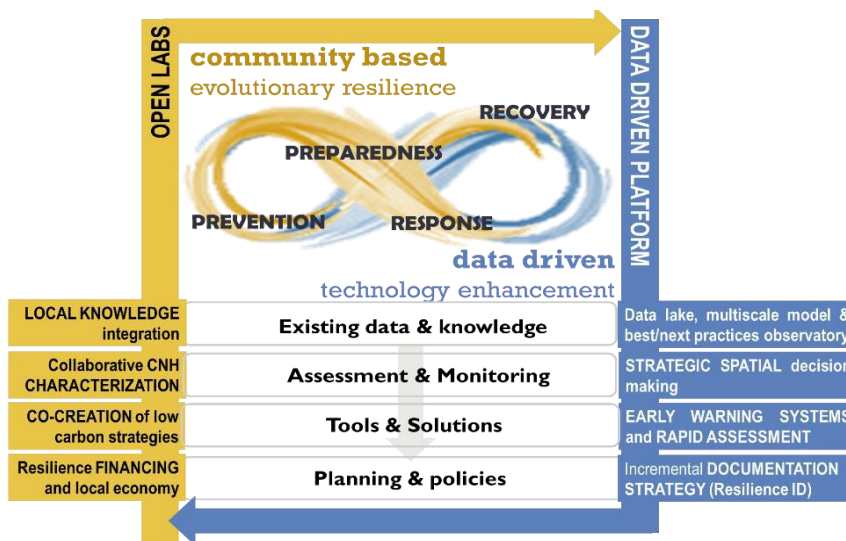 OPEN LABS
community based
evolutionary resilience
RECOVERY
PREPAREDNESS
PREVENTION
RESPONSE
data driven
technology enhancement
DATA DRIVEN PLATFORM
LOCAL KNOWLEDGE
integration
Existing data & knowledge
Data lake, multiscale model &
best/next practices observatory
Collaborative CNH
CHARACTERIZATION
Assessment & Monitoring
STRATEGIC SPATIAL decision
making
CO-CREATION of low
carbon strategies
Tools & Solutions
EARLY WARNING SYSTEMS
and RAPID ASSESSMENT
Resilience FINANCING
and local economy
Planning & policies
Incremental DOCUMENTATION
STRATEGY (Resilience ID)